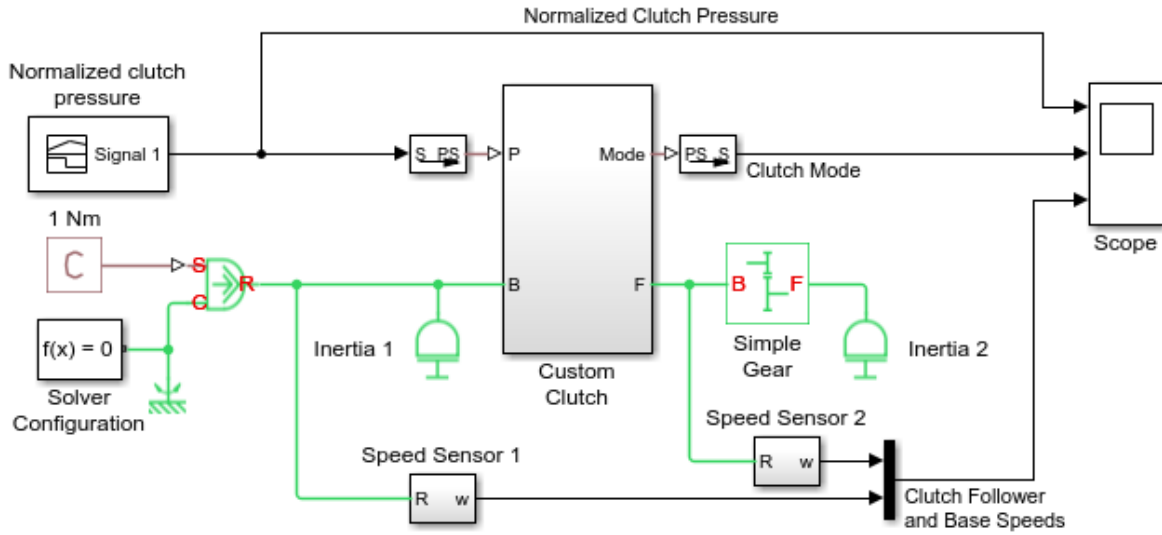 Normalized Clutch Pressure
Normalized clutch
pressure
Signal 1
S PS
P
Mode
PS S
Clutch Mode
Scope
1 Nm
C
S
C
R
B
F
B
F
f(x) = 0
Solver
Configuration
Inertia 1
Custom
Clutch
Simple
Gear
Inertia 2
Speed Sensor 2
R w
Speed Sensor 1
R w
Clutch Follower
and Base Speeds